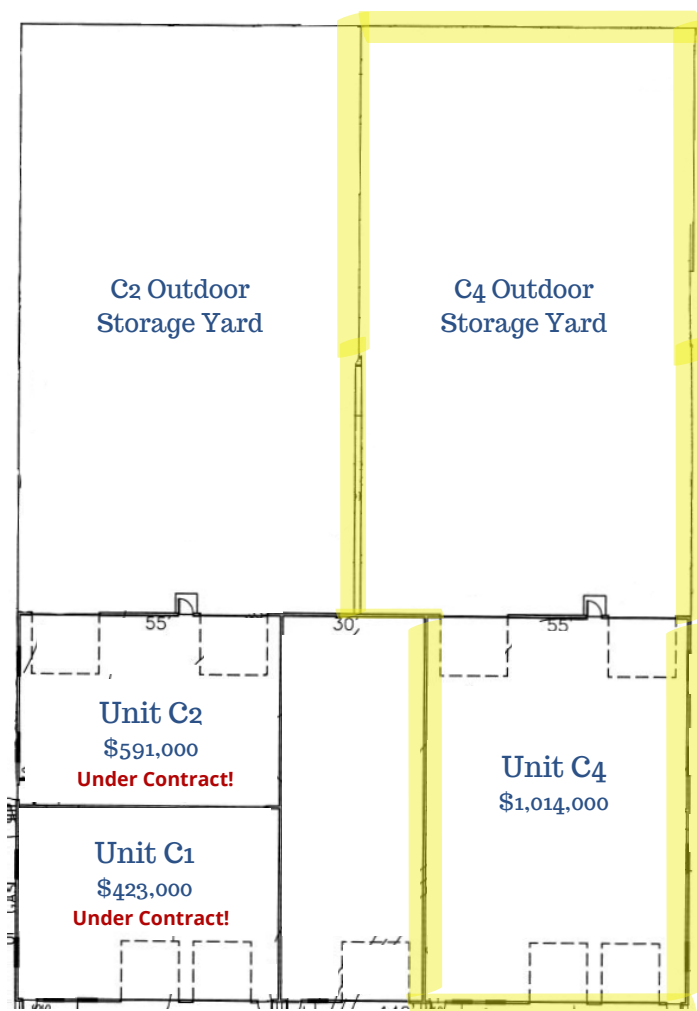 C2 Outdoor
Storage Yard
C4 Outdoor
Storage Yard
55'
30'
55'
Unit C2
$591,000
Under Contract!
Unit C4
$1,014,000
Unit C1
$423,000
Under Contract!